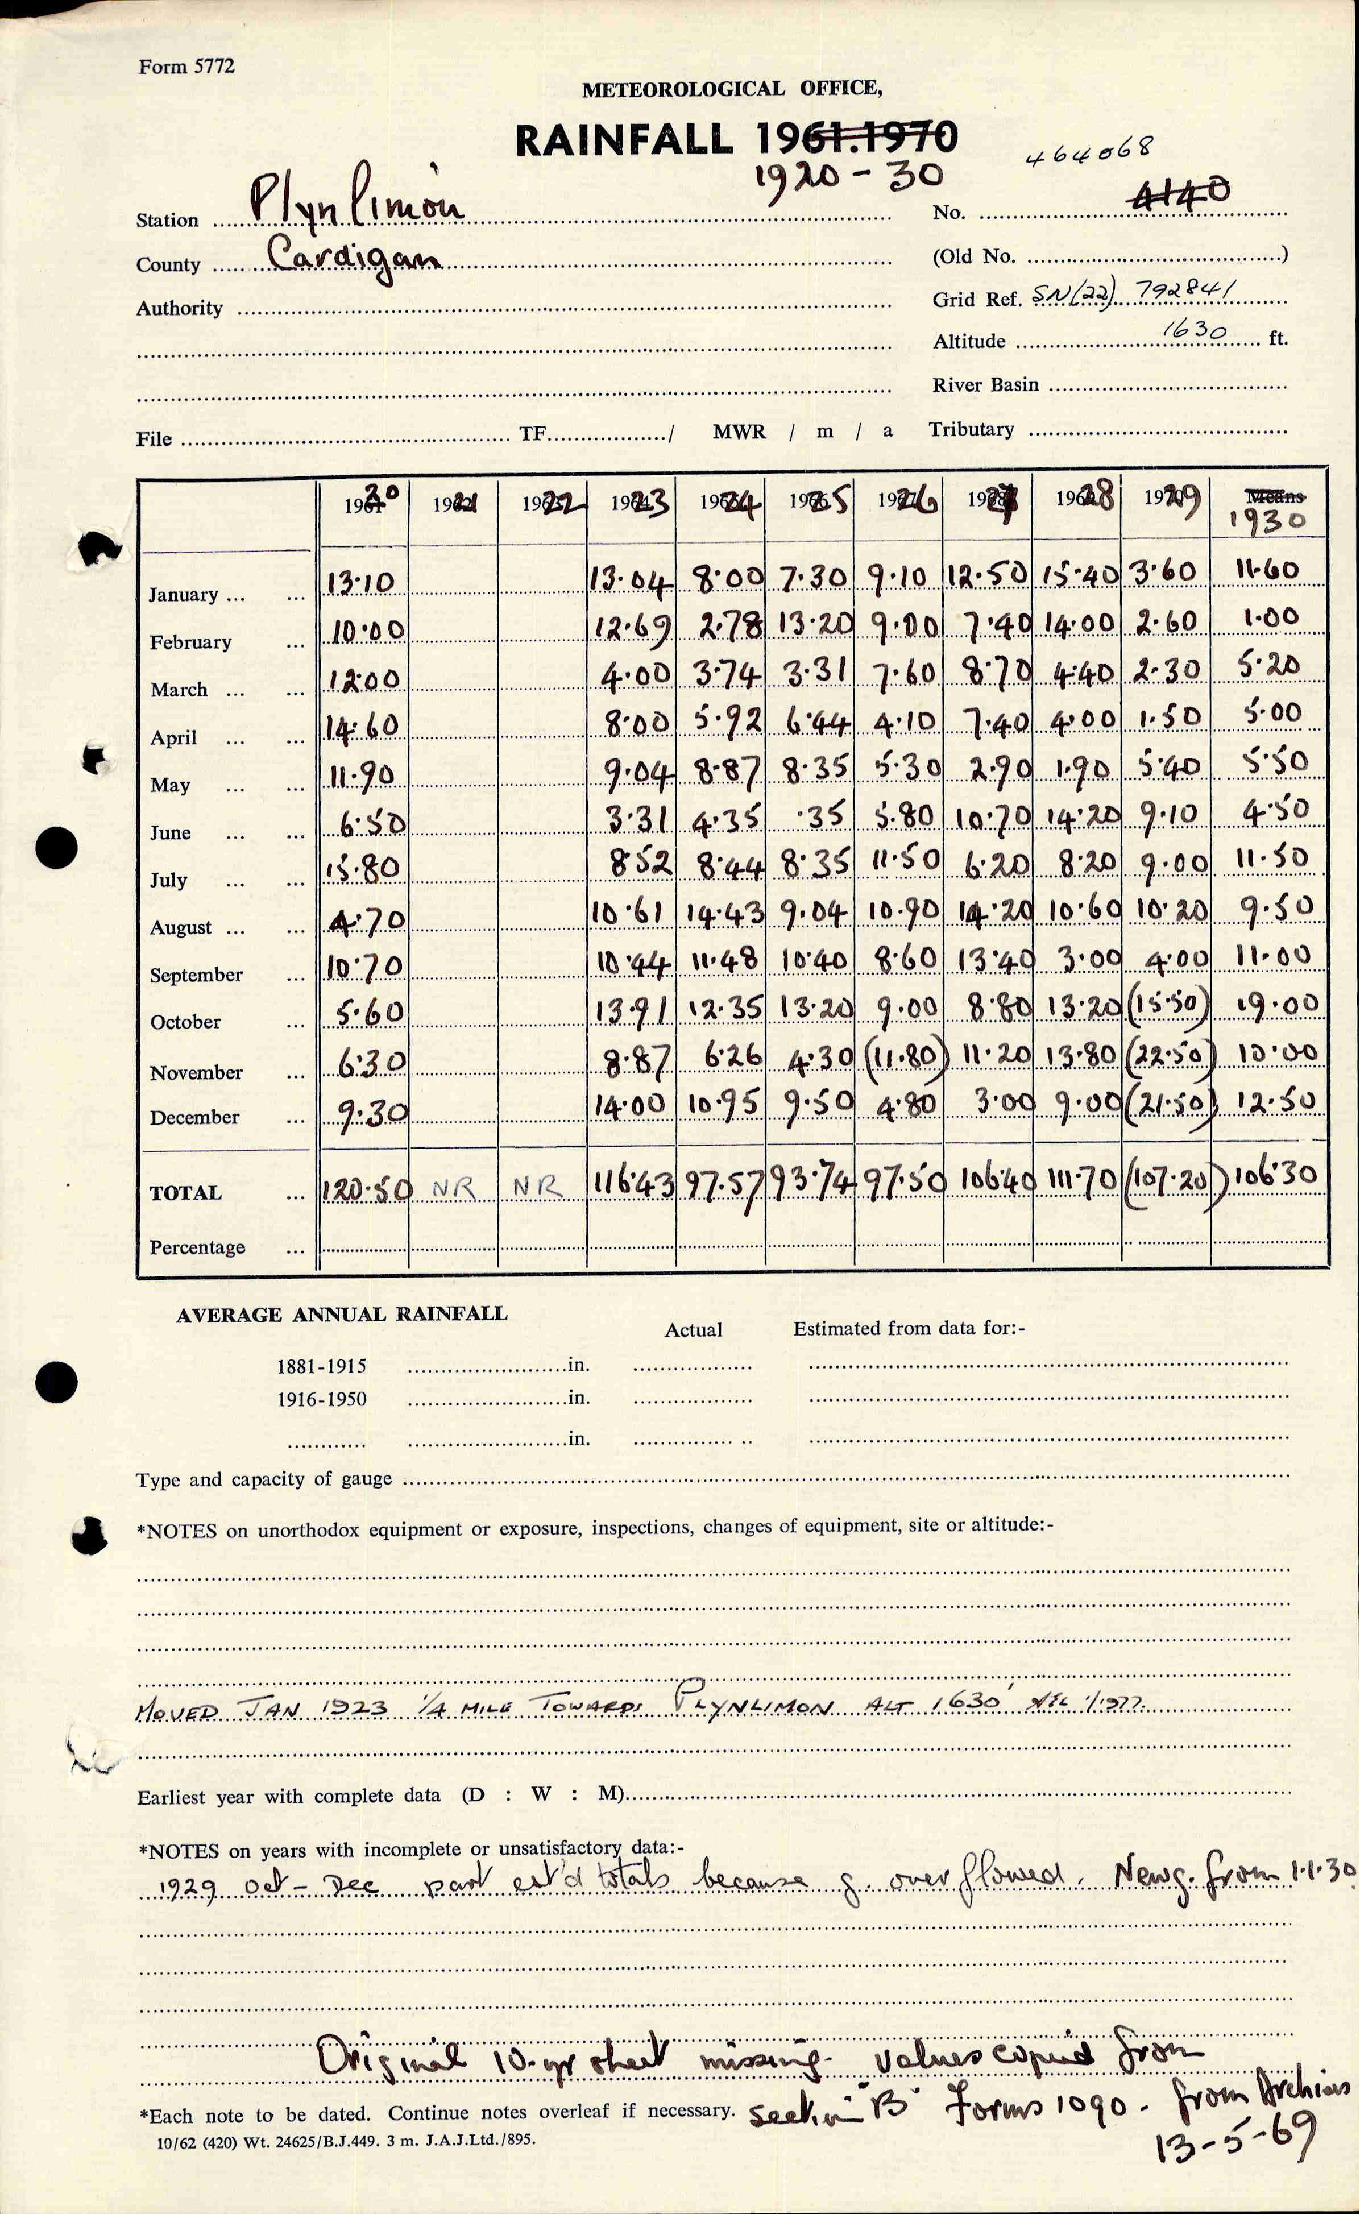 Form 5772
METEOROLOGICAL OFFICE,
RAINFALL 1961.1970
1920 - 30
464068
Station Plynlimon No. 4140
County Cardigan (Old No. )
Authority Grid Ref. SN(22) 792841
Altitude 1630 ft.
River Basin
File TF / MWR / m / a Tributary
1920 1921 1922 1923 1924 1925 1926 1927 1928 1929 Means
1930
January ... ... 13.10 13.04 8.00 7.30 9.10 12.50 15.40 3.60 11.60
February ... 10.00 12.69 2.78 13.20 9.00 7.40 14.00 2.60 1.00
March ... ... 12.00 4.00 3.74 3.31 7.60 8.70 4.40 2.30 5.20
April ... ... 14.60 8.00 5.92 6.44 4.10 7.40 4.00 1.50 5.00
May ... ... 11.90 9.04 8.87 8.35 5.30 2.90 1.90 5.40 5.50
June ... ... 6.50 3.31 4.35 .35 5.80 10.70 14.20 9.10 4.50
July ... ... 15.80 8.52 8.44 8.35 11.50 6.20 8.20 9.00 11.50
August ... ... 4.70 10.61 14.43 9.04 10.90 14.20 10.60 10.20 9.50
September ... 10.70 10.44 11.48 10.40 8.60 13.40 3.00 4.00 11.00
October ... 5.60 13.91 12.35 13.20 9.00 8.80 13.20 (15.50) 19.00
November ... 6.30 8.87 6.26 4.30 (11.80) 11.20 13.80 (22.50) 10.00
December ... 9.30 14.00 10.95 9.50 4.80 3.00 9.00 (21.50) 12.50
TOTAL ... 120.50 NR NR 116.43 97.57 93.74 97.50 106.40 111.70 (107.20) 106.30
Percentage ...
AVERAGE ANNUAL RAINFALL
Actual Estimated from data for:-
1881-1915 in.
1916-1950 in.
in.
Type and capacity of gauge
*NOTES on unorthodox equipment or exposure, inspections, changes of equipment, site or altitude:-
MOVED JAN 1923 1/4 MILE TOWARDS PLYNLIMON ALT 1630'
Earliest year with complete data (D : W : M)
*NOTES on years with incomplete or unsatisfactory data:-
1929 Oct - Dec part est'd totals because g. overflowed. New g. from 1.1.30
Original 10-yr sheet missing. Values copied from
*Each note to be dated. Continue notes overleaf if necessary. section "B" Forms 1090. from Archives
10/62 (420) Wt. 24625/B.J.449. 3 m. J.A.J.Ltd./895.
13-5-69